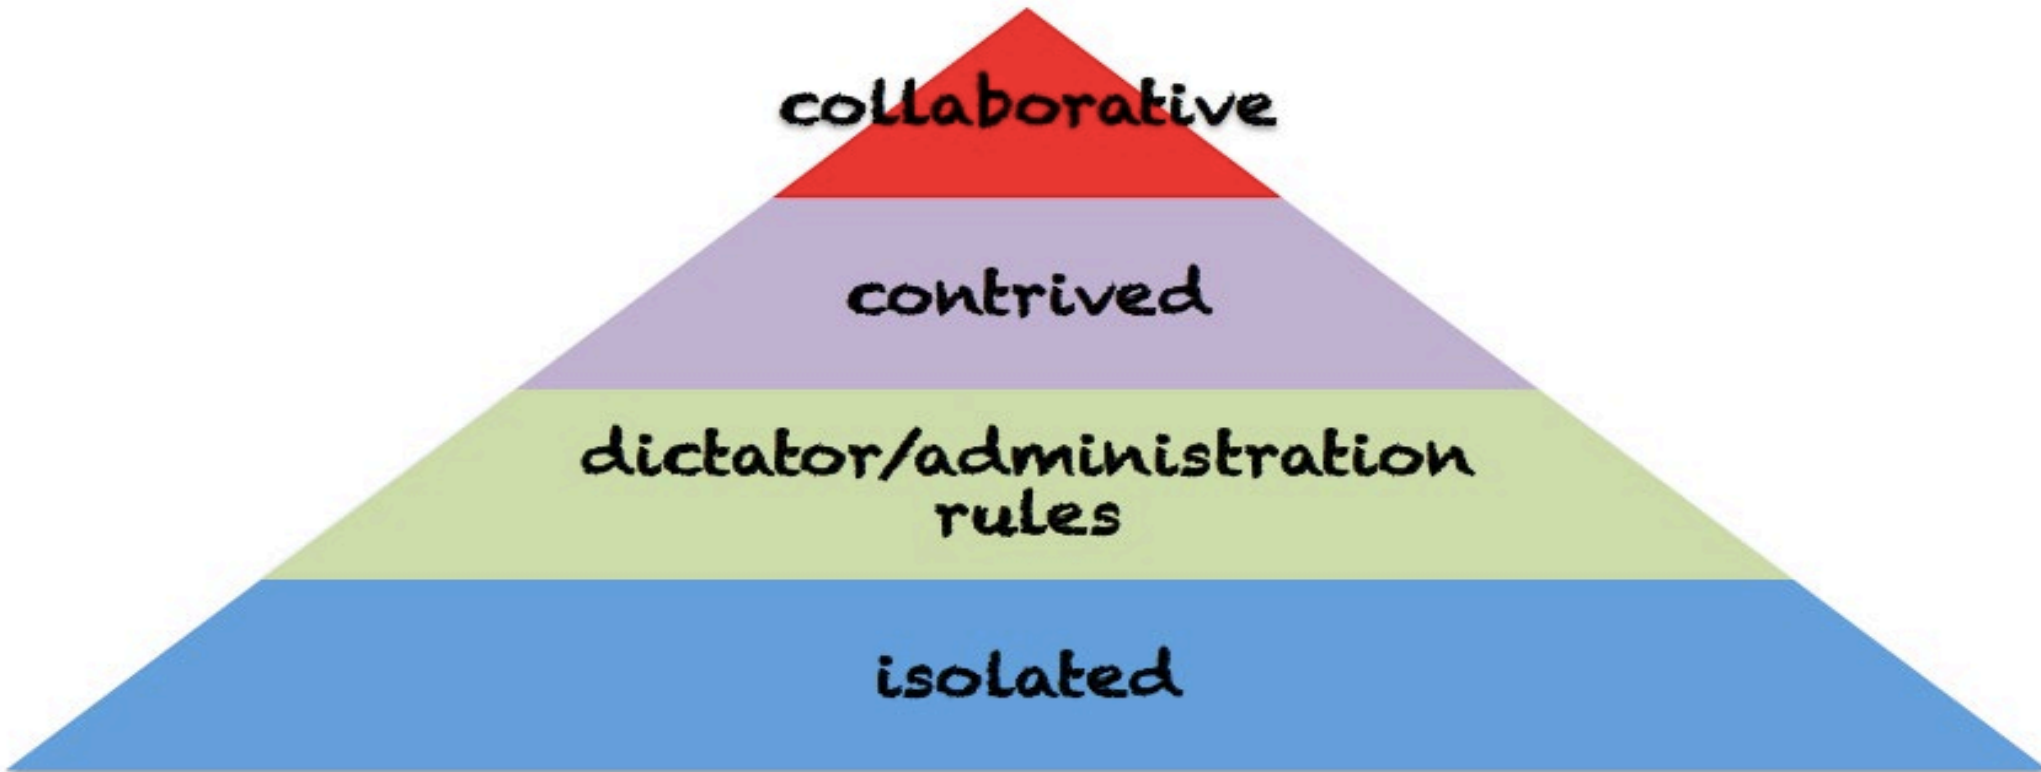 collaborative
contrived
dictator/administration
rules
isolated